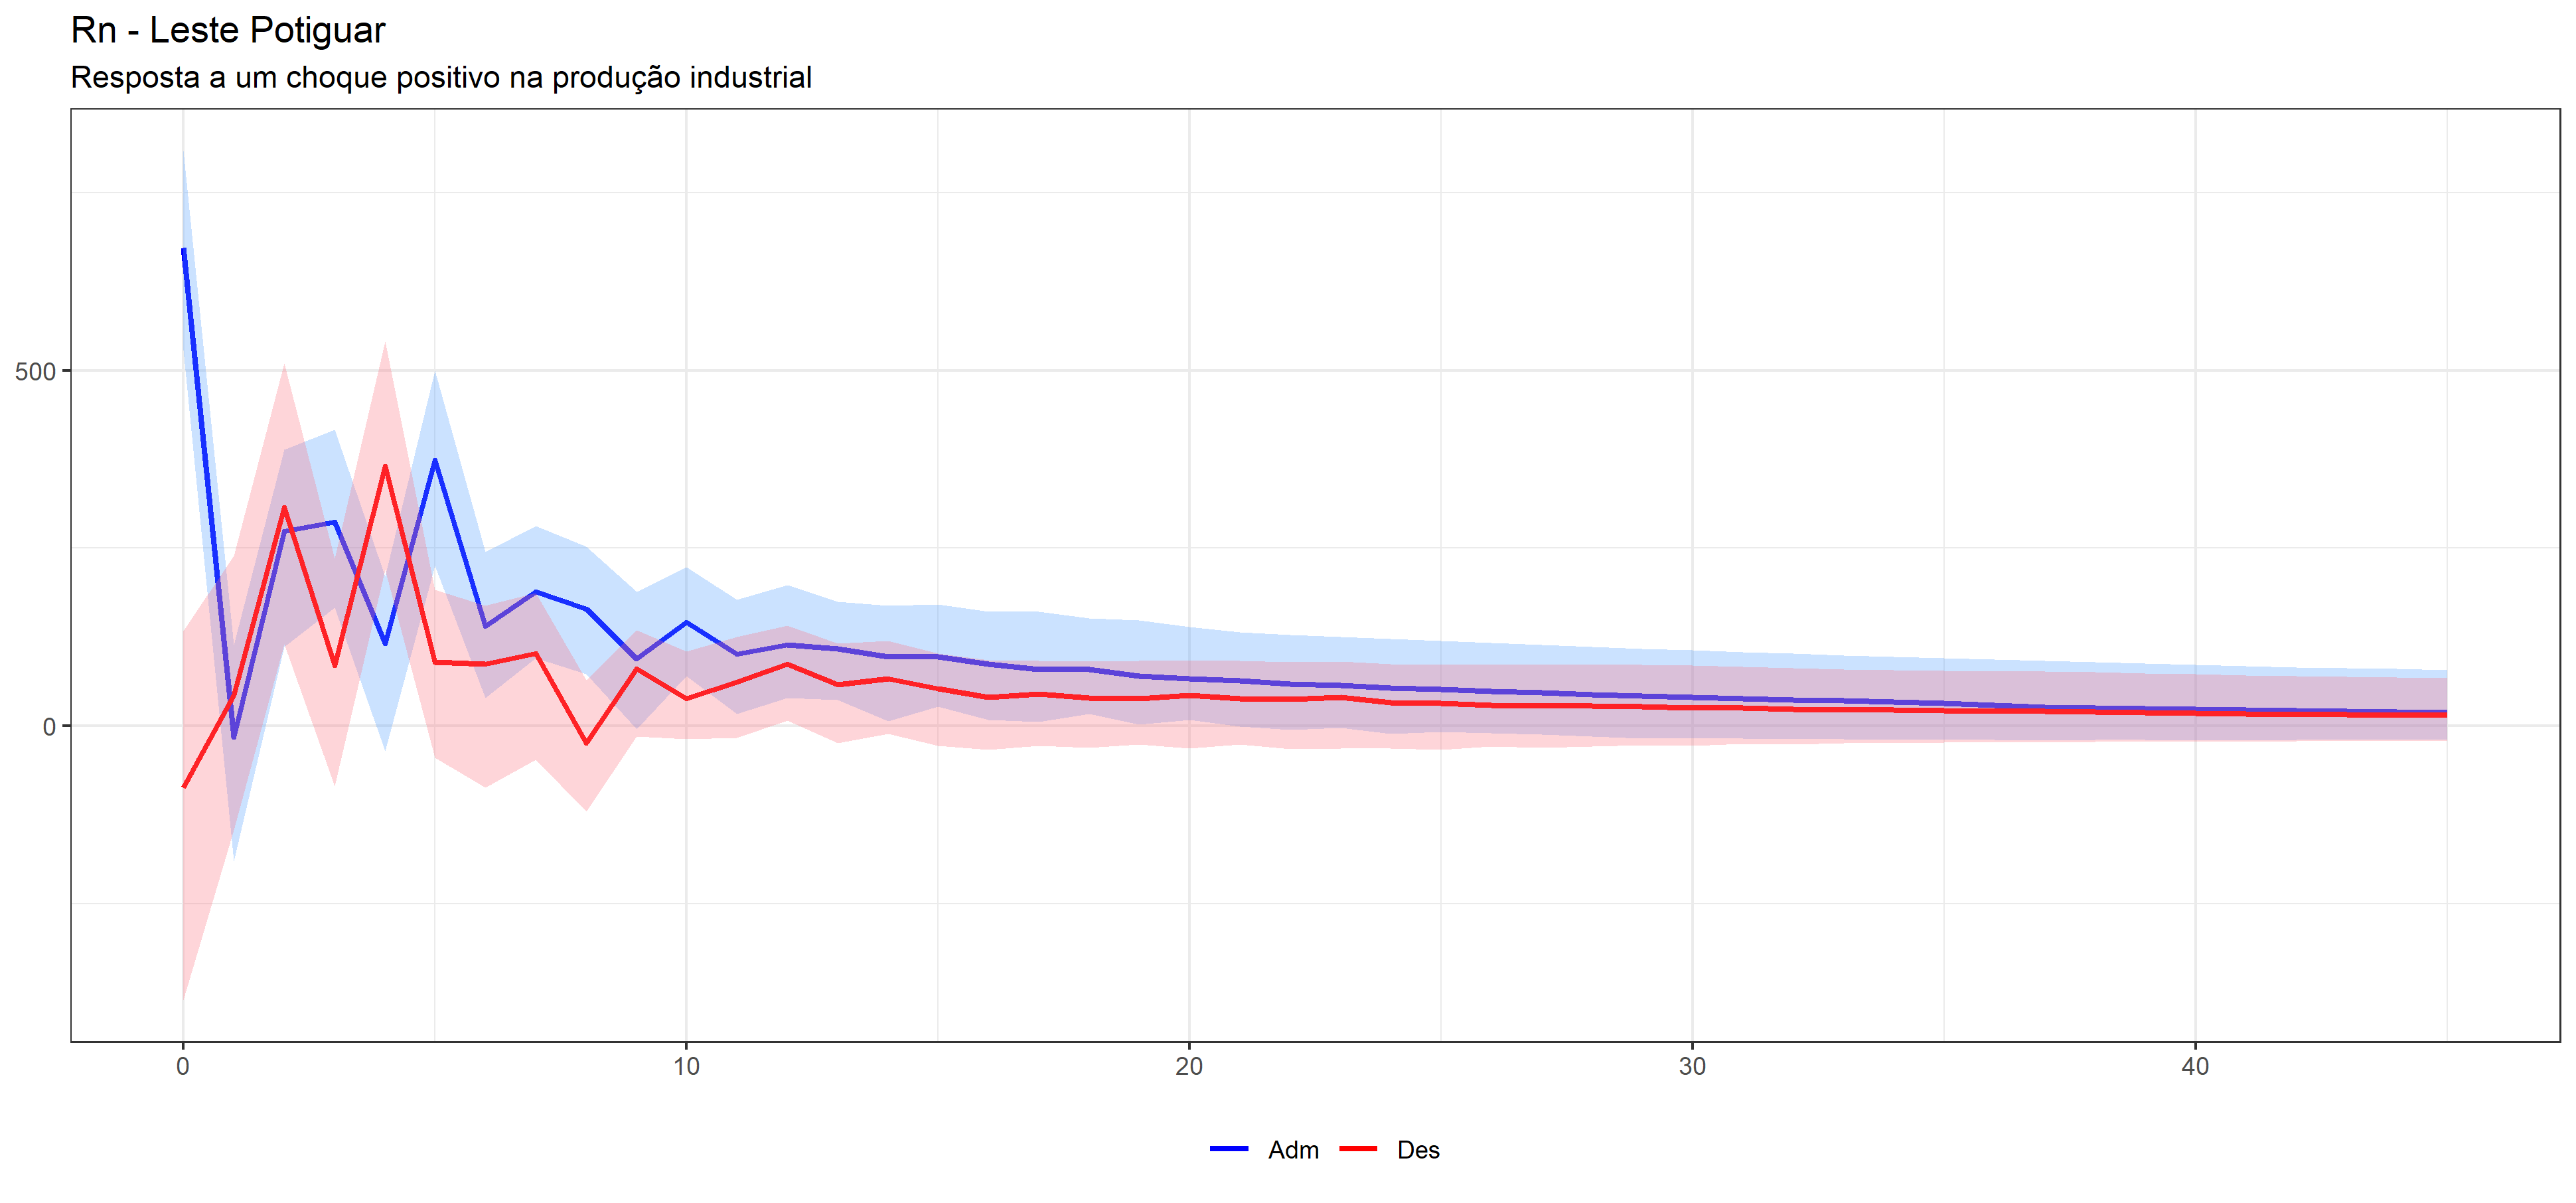 Rn - Leste Potiguar
Resposta a um choque positivo na produção industrial
500
0
0 10 20 30 40
Adm Des